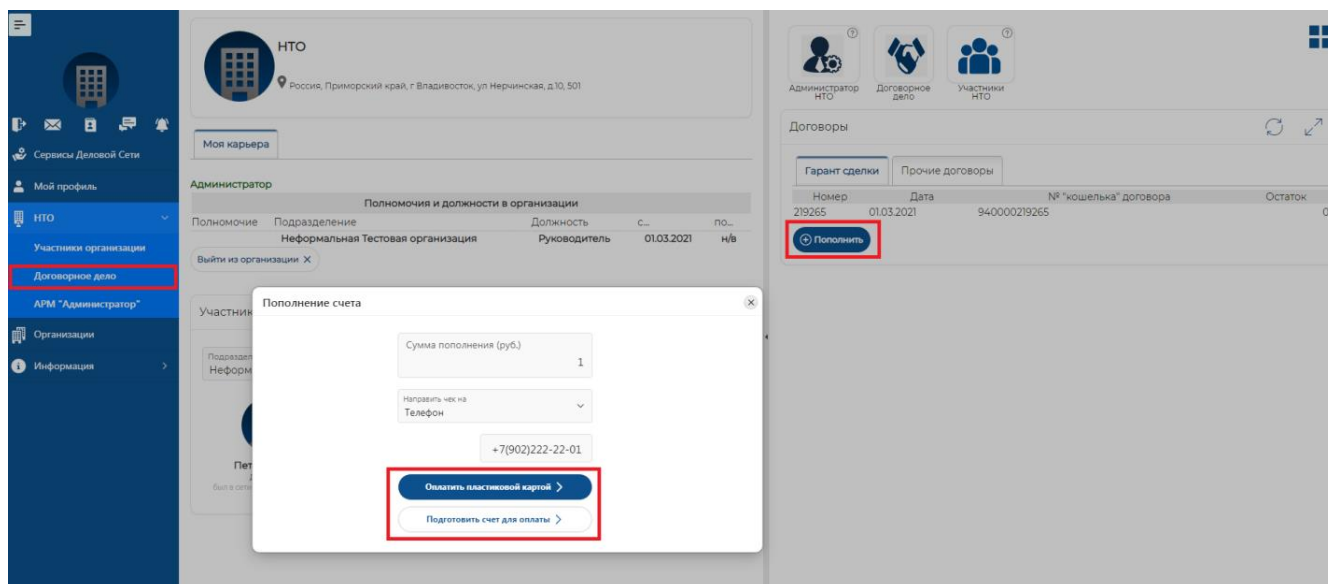 Сервисы Деловой Сети
Мой профиль
НТО
Участники организации
Договорное дело
АРМ "Администратор"
Организации
Информация
НТО
Россия, Приморский край, г Владивосток, ул Нерчинская, д.10, 501
Моя карьера
Администратор
Полномочия и должности в организации
Полномочие Подразделение Должность с... по...
Неформальная Тестовая организация Руководитель 01.03.2021 н/в
Выйти из организации X
Участник
Неформ
Пет
Пополнение счета
Сумма пополнения (руб.)
1
Направить чек на
Телефон
+7(902)222-22-01
Оплатить пластиковой картой
Подготовить счет для оплаты
Администратор
НТО
Договорное
дело
Участники
НТО
Договоры
Гарант сделки Прочие договоры
Номер Дата № "кошелька" договора Остаток
219265 01.03.2021 940000219265
Пополнить